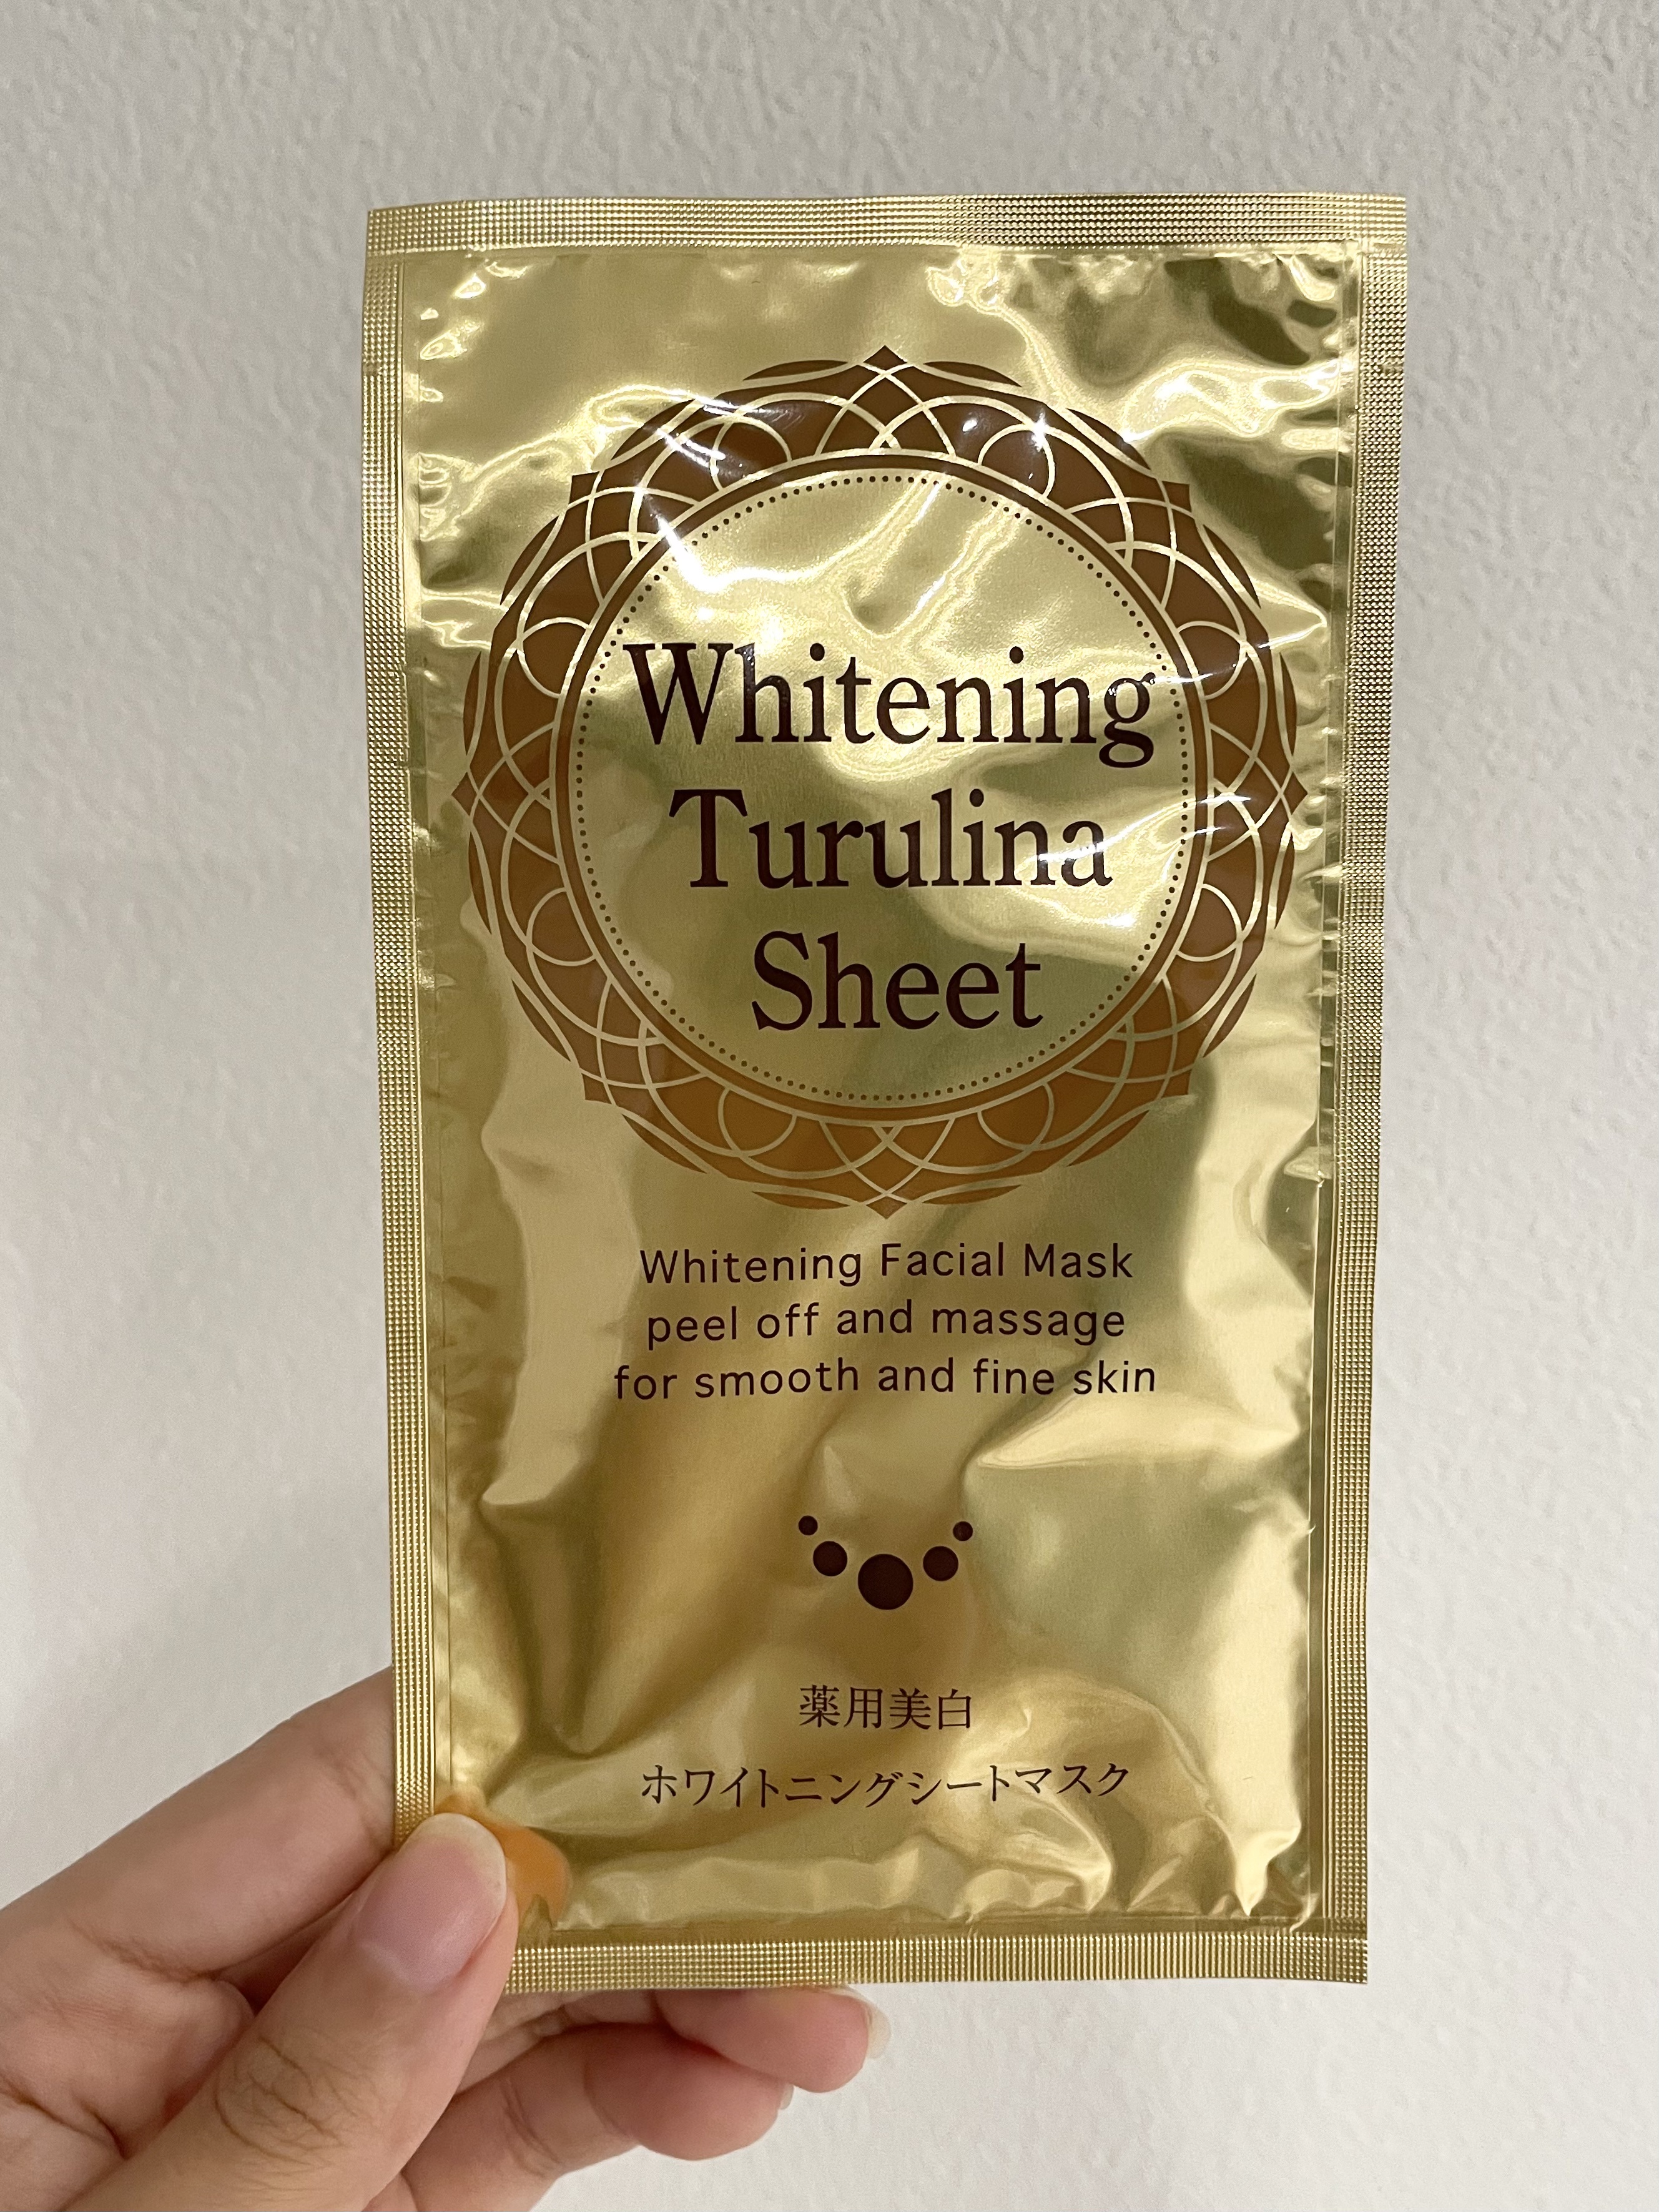 Whitening
Turulina
Sheet
Whitening Facial Mask
peel off and massage
for smooth and fine skin
薬用美白
ホワイトニングシートマスク